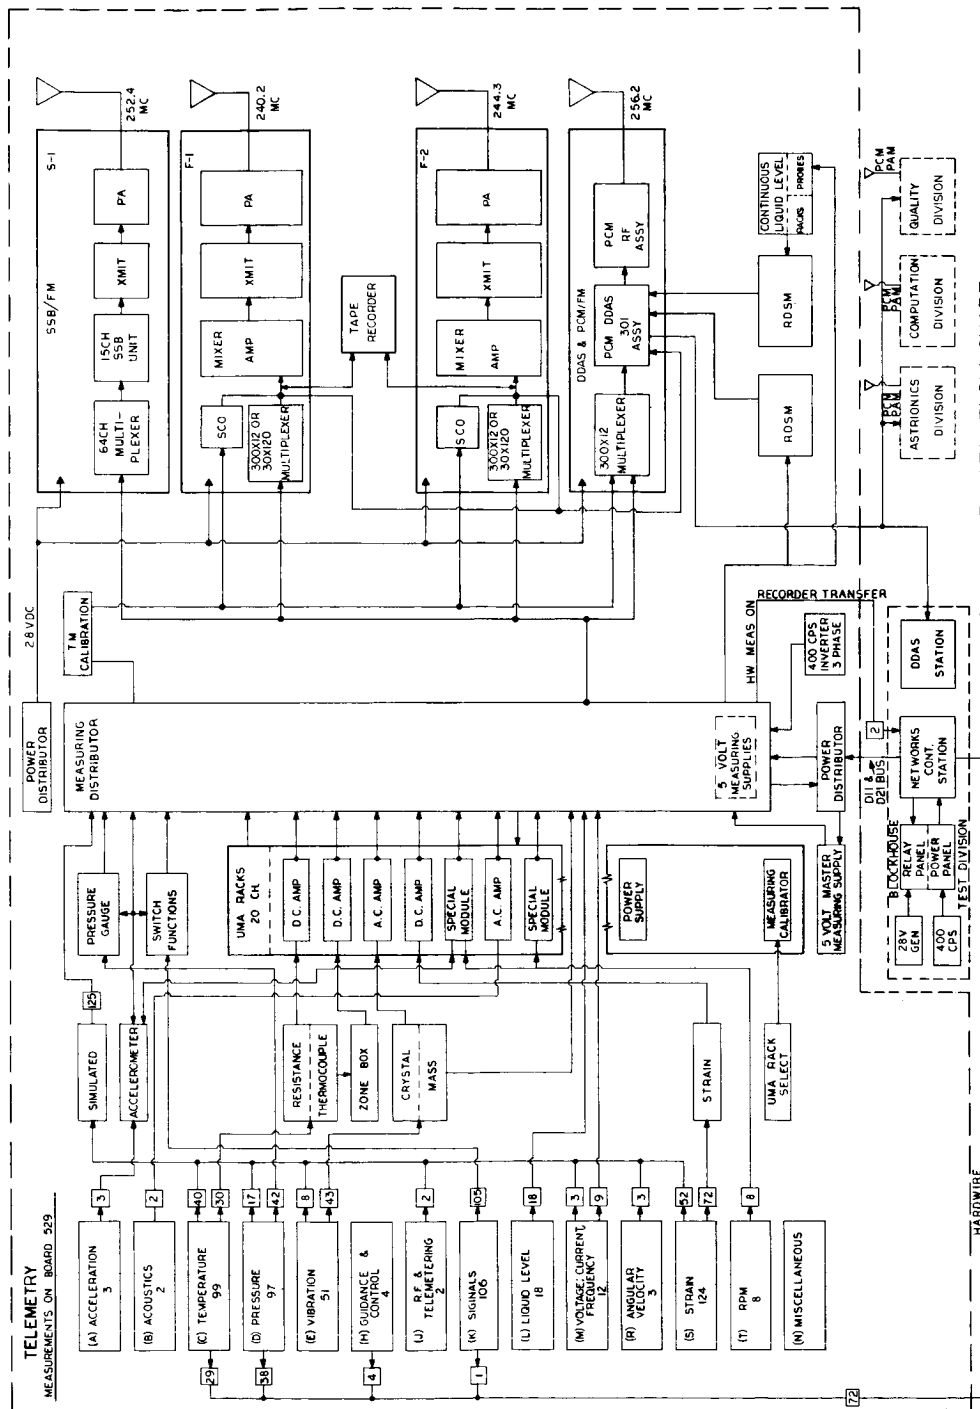 TELEMETRY
MEASUREMENTS ON BOARD 529
(A) ACCELERATION
3
(B) ACOUSTICS
2
(C) TEMPERATURE
99
(D) PRESSURE
97
(E) VIBRATION
51
(H) GUIDANCE &
CONTROL
4
(J) R.F. &
TELEMETERING
2
(K) SIGINALS
106
(L) LIQUID LEVEL
18
(M) VOLTAGE; CURRENT,
FREQUENCY
12
(R) ANGULAR
VELOCITY
3
(S) STRAIN
124
(T) RPM
8
(N) MISCELLANEOUS
29
38
4
1
72
3
2
40
30
17
42
8
43
2
105
18
3
9
3
52
72
8
HARDWIRE
SIMULATED
125
ACCELEROMETER
RESISTANCE
THERMOCOUPLE
ZONE BOX
CRYSTAL
MASS
STRAIN
UMA RACK
SELECT
PRESSURE
GAUGE
SWITCH
FUNCTIONS
UMA RACKS
20 CH.
D.C. AMP
D.C. AMP
A.C. AMP
D.C. AMP
SPECIAL
MODULE
A.C. AMP
SPECIAL
MODULE
POWER
SUPPLY
MEASURING
CALIBRATOR
5 VOLT MASTER
MEASURING SUPPLY
POWER
DISTRIBUTOR
MEASURING
DISTRIBUTOR
5 VOLT
MEASURING
SUPPLIES
POWER
DISTRIBUTOR
28VDC
TM
CALIBRATION
HW MEAS ON
RECORDER TRANSFER
400 CPS
INVERTER
3 PHASE
D11 &
D21 BUS
2
BLOCKHOUSE
28V
GEN
400
CPS
RELAY
PANEL
POWER
PANEL
NETWORKS
CONT.
STATION
DDAS
STATION
TEST DIVISION
SSB/FM
S-1
64CH
MULTI-
PLEXER
15CH
SSB
UNIT
XMIT
PA
252.4
MC
F-1
SCO
300X12 OR
30X120
MULTIPLEXER
MIXER
AMP
XMIT
PA
240.2
MC
TAPE
RECORDER
F-2
SCO
300X12 OR
30X120
MULTIPLEXER
MIXER
AMP
XMIT
PA
244.3
MC
DDAS & PCM/FM
300X12
MULTIPLEXER
PCM DDAS
301
ASSY
PCM
RF
ASSY
256.2
MC
RDSM
RDSM
CONTINUOUS
LIQUID LEVEL
RACKS
PROBES
PCM
PAM
ASTRIONICS
DIVISION
PCM
PAM
COMPUTATION
DIVISION
PCM
PAM
QUALITY
DIVISION